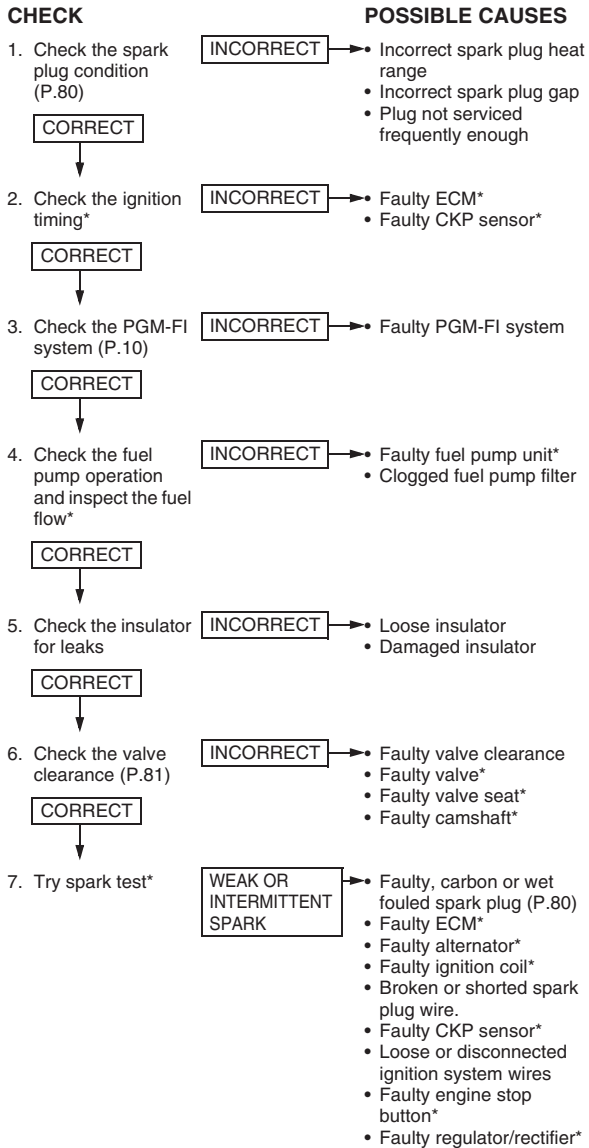 CHECK
POSSIBLE CAUSES
1. Check the spark
plug condition
(P.80)
INCORRECT
• Incorrect spark plug heat
range
• Incorrect spark plug gap
• Plug not serviced
frequently enough
CORRECT
2. Check the ignition
timing*
INCORRECT
• Faulty ECM*
• Faulty CKP sensor*
CORRECT
3. Check the PGM-FI
system (P.10)
INCORRECT
• Faulty PGM-FI system
CORRECT
4. Check the fuel
pump operation
and inspect the fuel
flow*
INCORRECT
• Faulty fuel pump unit*
• Clogged fuel pump filter
CORRECT
5. Check the insulator
for leaks
INCORRECT
• Loose insulator
• Damaged insulator
CORRECT
6. Check the valve
clearance (P.81)
INCORRECT
• Faulty valve clearance
• Faulty valve*
• Faulty valve seat*
• Faulty camshaft*
CORRECT
7. Try spark test*
WEAK OR
INTERMITTENT
SPARK
• Faulty, carbon or wet
fouled spark plug (P.80)
• Faulty ECM*
• Faulty alternator*
• Faulty ignition coil*
• Broken or shorted spark
plug wire.
• Faulty CKP sensor*
• Loose or disconnected
ignition system wires
• Faulty engine stop
button*
• Faulty regulator/rectifier*